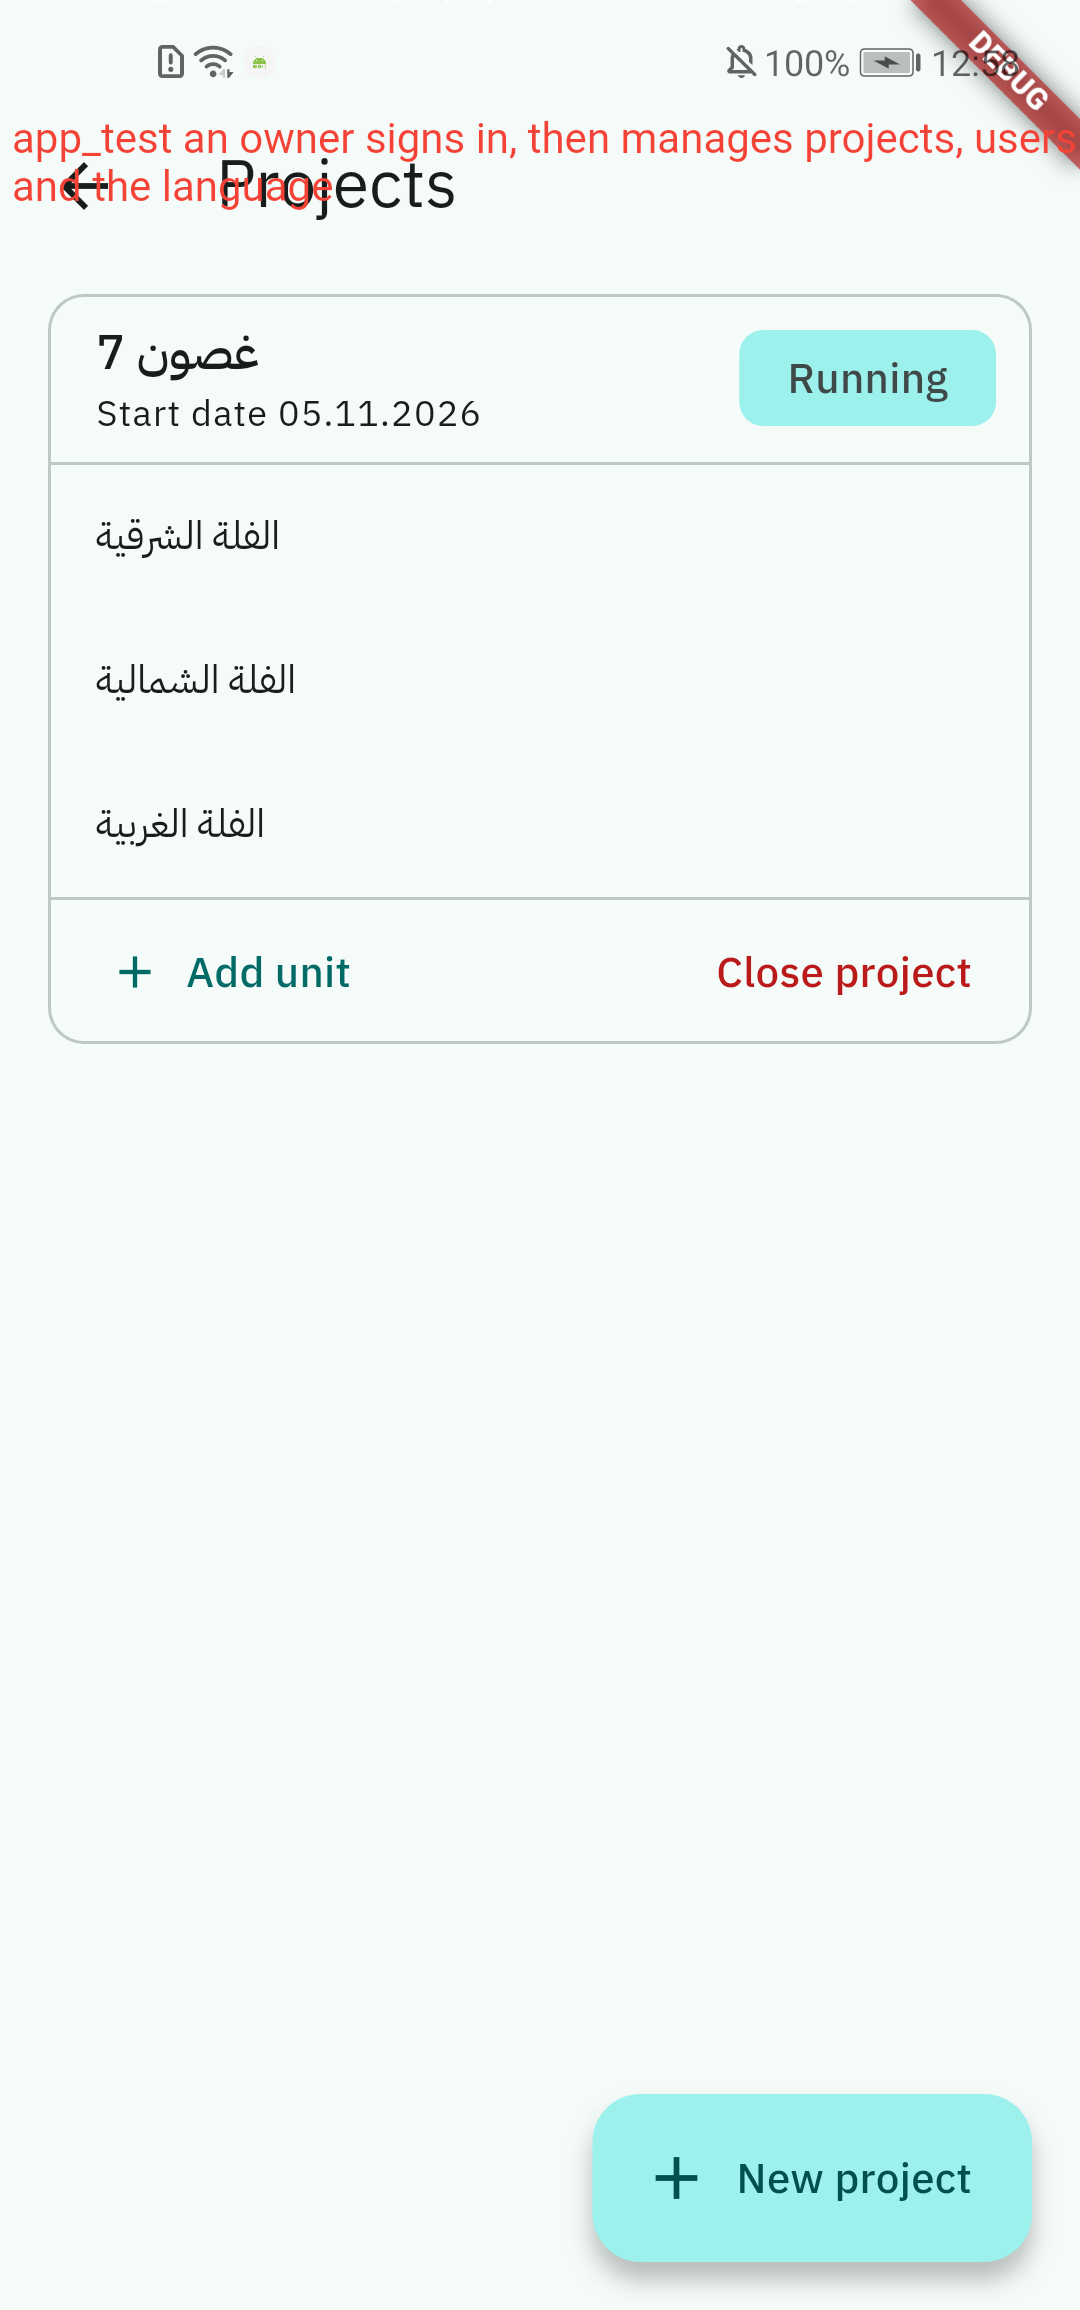 100% 12:58
DEBUG
app_test an owner signs in, then manages projects, users
and the language
Projects
غصون 7
Start date 05.11.2026
Running
الفلة الشرقية
الفلة الشمالية
الفلة الغربية
Add unit
Close project
New project